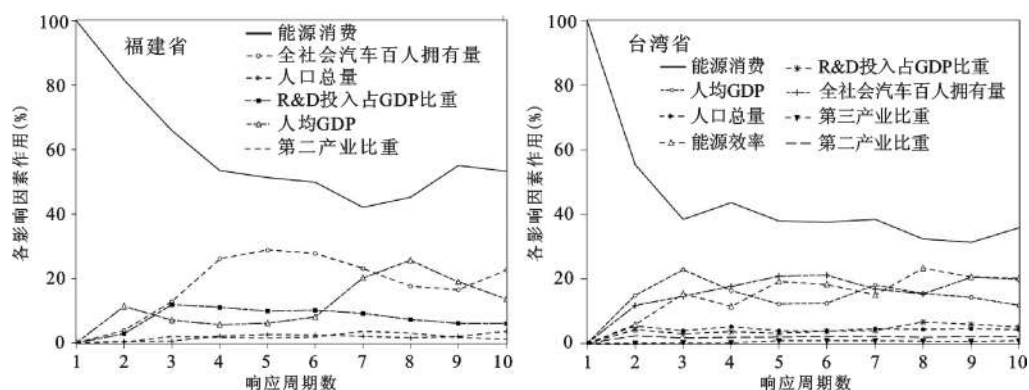 福建省
能源消费
全社会汽车百人拥有量
人口总量
R&D投入占GDP比重
人均GDP
第二产业比重
各影响因素作用(%)
100
80
60
40
20
0
1 2 3 4 5 6 7 8 9 10
响应周期数
台湾省
能源消费
人均GDP
人口总量
能源效率
R&D投入占GDP比重
全社会汽车百人拥有量
第三产业比重
第二产业比重
各影响因素作用(%)
100
80
60
40
20
0
1 2 3 4 5 6 7 8 9 10
响应周期数